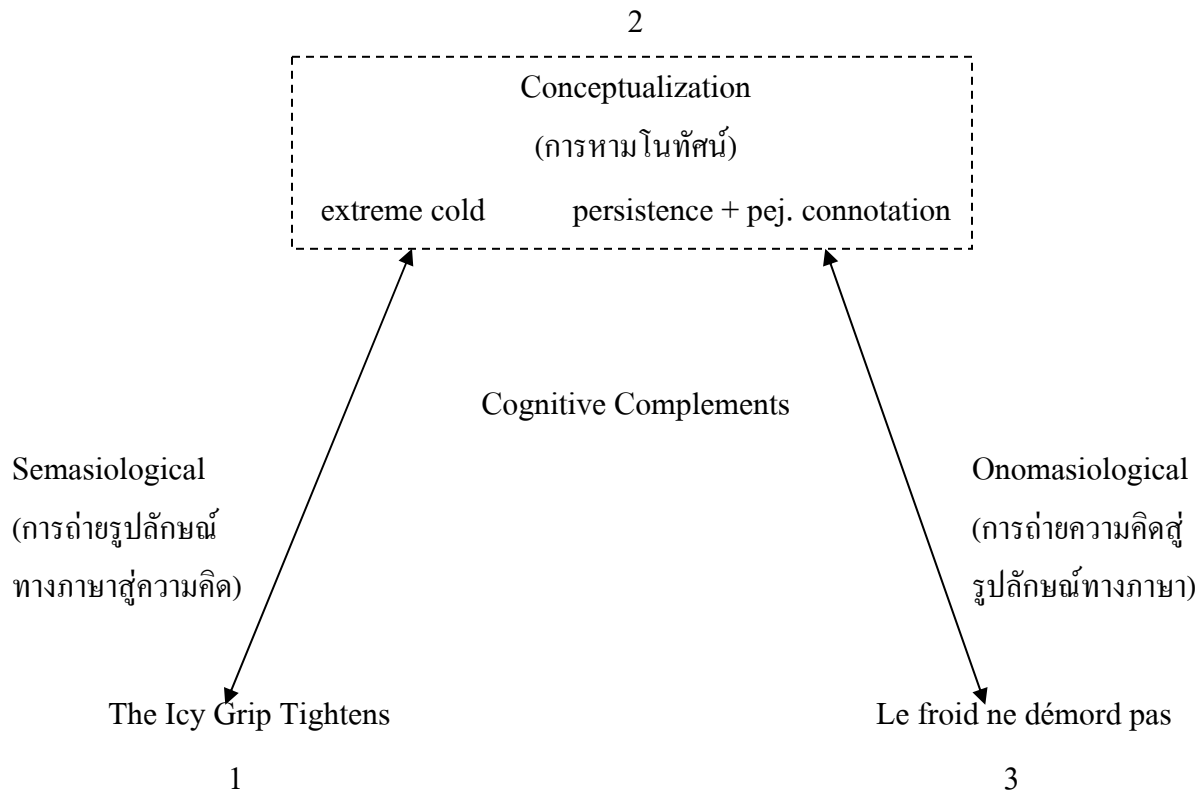 2
Conceptualization
(การหามโนทัศน์)
extreme cold persistence + pej. connotation
Cognitive Complements
Semasiological
(การถ่ายรูปลักษณ์
ทางภาษาสู่ความคิด)
Onomasiological
(การถ่ายความคิดสู่
รูปลักษณ์ทางภาษา)
The Icy Grip Tightens
1
Le froid ne démord pas
3